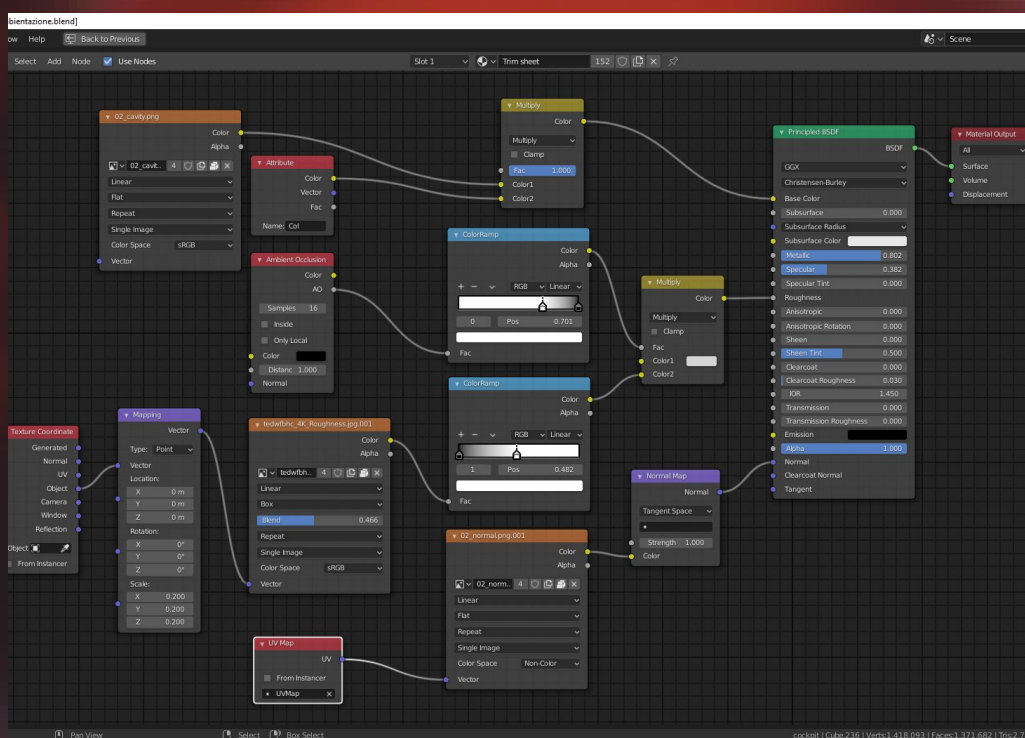 bientazione.blend]
ow Help Back to Previous Scene
Select Add Node Use Nodes Slot 1 Trim sheet 152
02_cavity.png
Color
Alpha
02_cavit..
4
Linear
Flat
Repeat
Single Image
Color Space sRGB
Vector
Attribute
Color
Vector
Fac
Name: Col
Ambient Occlusion
Color
AO
Samples 16
Inside
Only Local
Color
Distanc 1.000
Normal
Multiply
Color
Multiply
Clamp
Fac 1.000
Color1
Color2
ColorRamp
Color
Alpha
RGB Linear
0 Pos 0.701
Fac
ColorRamp
Color
Alpha
RGB Linear
1 Pos 0.482
Fac
Multiply
Color
Multiply
Clamp
Fac
Color1
Color2
Principled BSDF
BSDF
GGX
Christensen-Burley
Base Color
Subsurface 0.000
Subsurface Radius
Subsurface Color
Metallic 0.802
Specular 0.382
Specular Tint 0.000
Roughness
Anisotropic 0.000
Anisotropic Rotation 0.000
Sheen 0.000
Sheen Tint 0.500
Clearcoat 0.000
Clearcoat Roughness 0.030
IOR 1.450
Transmission 0.000
Transmission Roughness 0.000
Emission
Alpha 1.000
Normal
Clearcoat Normal
Tangent
Material Output
All
Surface
Volume
Displacement
Texture Coordinate
Generated
Normal
UV
Object
Camera
Window
Reflection
Object:
From Instancer
Mapping
Vector
Type: Point
Vector
Location:
X 0 m
Y 0 m
Z 0 m
Rotation:
X 0°
Y 0°
Z 0°
Scale:
X 0.200
Y 0.200
Z 0.200
tedwfbhc_4K_Roughness.jpg.001
Color
Alpha
tedwfbh.. 4
Linear
Box
Blend 0.466
Repeat
Single Image
Color Space sRGB
Vector
02_normal.png.001
Color
Alpha
02_norm.. 4
Linear
Flat
Repeat
Single Image
Color Space Non-Color
Vector
Normal Map
Normal
Tangent Space
Strength 1.000
Color
UV Map
UV
From Instancer
UVMap
Pan View Select Box Select cockpit | Cube.236 | Verts:1.418.093 | Faces:1.371.682 | Tris:2.7